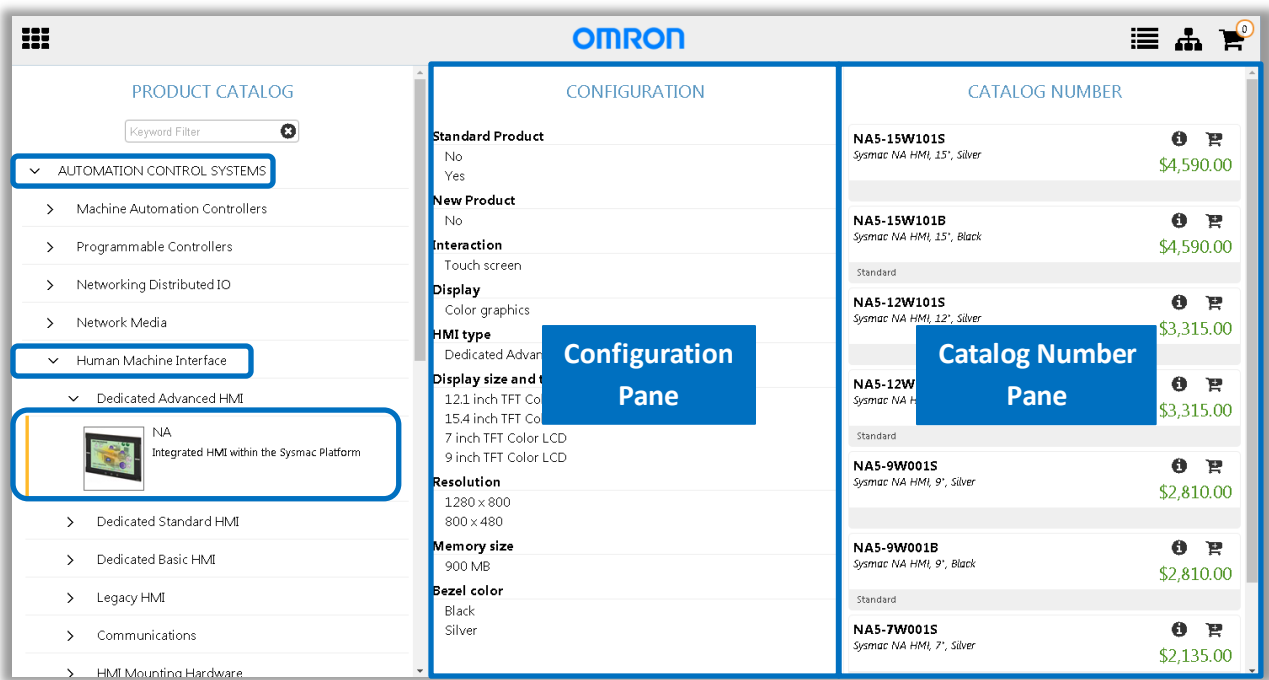 OMRON
0
PRODUCT CATALOG
Keyword Filter
AUTOMATION CONTROL SYSTEMS
Machine Automation Controllers
Programmable Controllers
Networking Distributed IO
Network Media
Human Machine Interface
Dedicated Advanced HMI
NA
Integrated HMI within the Sysmac Platform
Dedicated Standard HMI
Dedicated Basic HMI
Legacy HMI
Communications
HMI Mounting Hardware
CONFIGURATION
Standard Product
No
Yes
New Product
No
Interaction
Touch screen
Display
Color graphics
HMI type
Dedicated Advan
Display size and t
12.1 inch TFT Co
15.4 inch TFT Co
7 inch TFT Color LCD
9 inch TFT Color LCD
Resolution
1280 x 800
800 x 480
Memory size
900 MB
Bezel color
Black
Silver
Configuration
Pane
CATALOG NUMBER
NA5-15W101S
Sysmac NA HMI, 15", Silver
$4,590.00
NA5-15W101B
Sysmac NA HMI, 15", Black
$4,590.00
Standard
NA5-12W101S
Sysmac NA HMI, 12", Silver
$3,315.00
NA5-12W
Sysmac NA H
$3,315.00
Standard
Catalog Number
Pane
NA5-9W001S
Sysmac NA HMI, 9", Silver
$2,810.00
NA5-9W001B
Sysmac NA HMI, 9", Black
$2,810.00
Standard
NA5-7W001S
Sysmac NA HMI, 7", Silver
$2,135.00